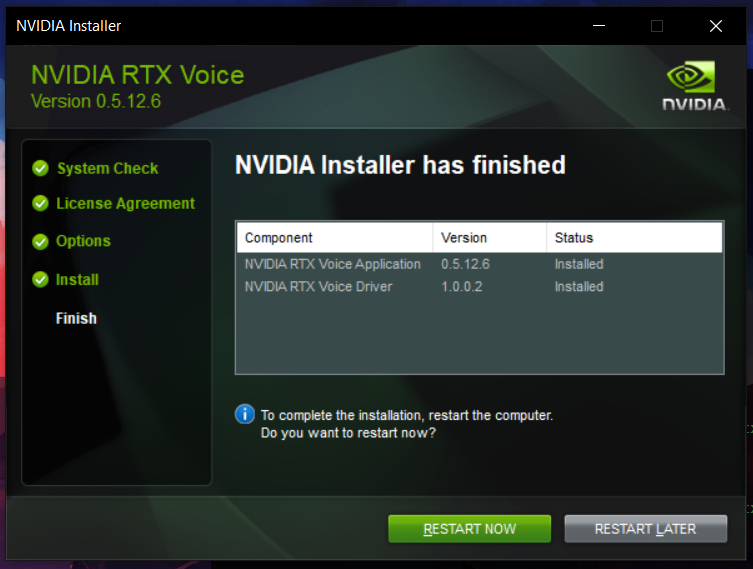 NVIDIA Installer
NVIDIA RTX Voice
Version 0.5.12.6
NVIDIA.
System Check
License Agreement
Options
Install
Finish
NVIDIA Installer has finished
Component Version Status
NVIDIA RTX Voice Application 0.5.12.6 Installed
NVIDIA RTX Voice Driver 1.0.0.2 Installed
To complete the installation, restart the computer.
Do you want to restart now?
RESTART NOW
RESTART LATER